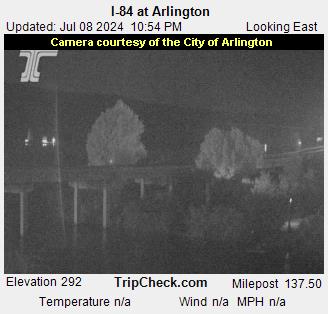 I-84 at Arlington
Updated: Jul 08 2024 10:54 PM Looking East
Camera courtesy of the City of Arlington
Elevation 292 TripCheck.com Milepost 137.50
Temperature n/a Wind n/a MPH n/a